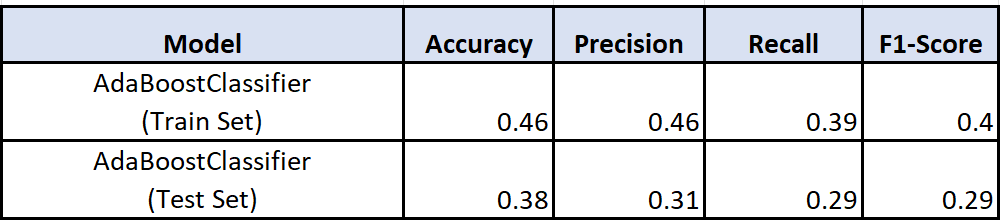 Model Accuracy Precision Recall F1-Score
AdaBoostClassifier
(Train Set) 0.46 0.46 0.39 0.4
AdaBoostClassifier
(Test Set) 0.38 0.31 0.29 0.29